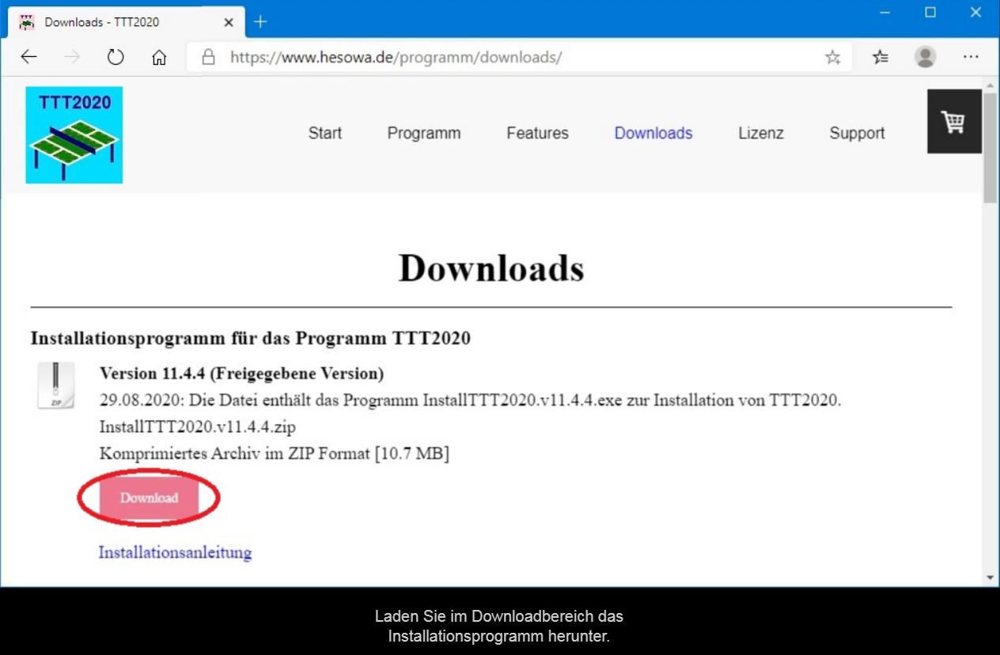 Downloads - TTT2020
https://www.hesowa.de/programm/downloads/
TTT2020
Start Programm Features Downloads Lizenz Support
Downloads
Installationsprogramm für das Programm TTT2020
Version 11.4.4 (Freigegebene Version)
29.08.2020: Die Datei enthält das Programm InstallTTT2020.v11.4.4.exe zur Installation von TTT2020.
InstallTTT2020.v11.4.4.zip
Komprimiertes Archiv im ZIP Format [10.7 MB]
ZIP
Download
Installationsanleitung
Laden Sie im Downloadbereich das
Installationsprogramm herunter.